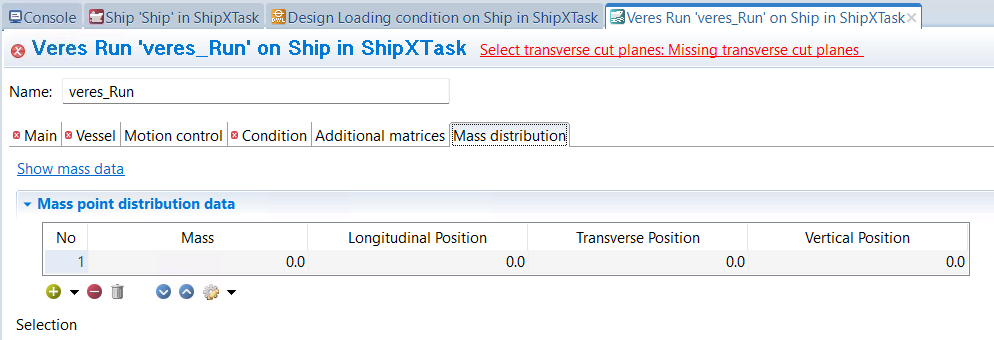 Console Ship 'Ship' in ShipXTask Design Loading condition on Ship in ShipXTask Veres Run 'veres_Run' on Ship in ShipXTask
Veres Run 'veres_Run' on Ship in ShipXTask Select transverse cut planes: Missing transverse cut planes
Name: veres_Run
Main Vessel Motion control Condition Additional matrices Mass distribution
Show mass data
Mass point distribution data
No Mass Longitudinal Position Transverse Position Vertical Position
1 0.0 0.0 0.0 0.0
Selection